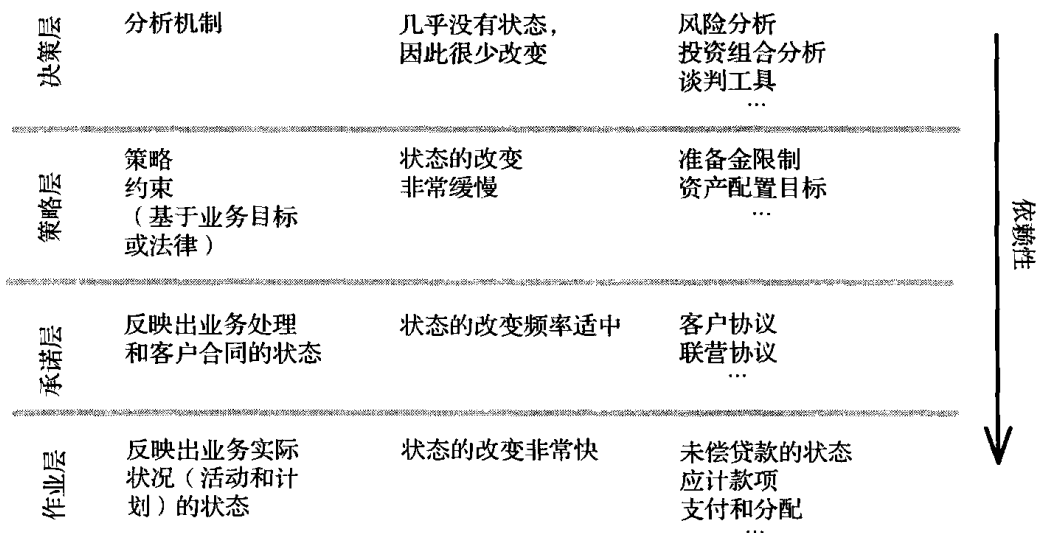 决策层
分析机制
几乎没有状态，
因此很少改变
风险分析
投资组合分析
谈判工具
…
策略层
策略
约束
（基于业务目标
或法律）
状态的改变
非常缓慢
准备金限制
资产配置目标
…
承诺层
反映出业务处理
和客户合同的状态
状态的改变频率适中
客户协议
联营协议
…
作业层
反映出业务实际
状况（活动和计
划）的状态
状态的改变非常快
未偿贷款的状态
应计款项
支付和分配
…
依赖性